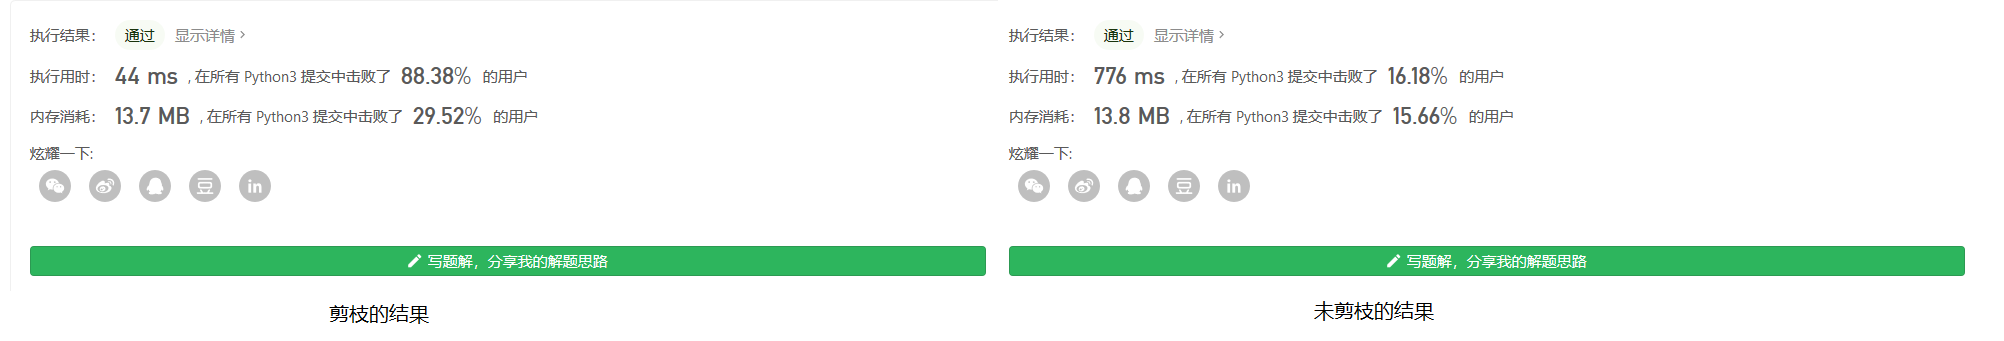 执行结果： 通过 显示详情 ›
执行用时： 44 ms , 在所有 Python3 提交中击败了 88.38% 的用户
内存消耗： 13.7 MB , 在所有 Python3 提交中击败了 29.52% 的用户
炫耀一下:
豆 in
写题解，分享我的解题思路
剪枝的结果
执行结果： 通过 显示详情 ›
执行用时： 776 ms , 在所有 Python3 提交中击败了 16.18% 的用户
内存消耗： 13.8 MB , 在所有 Python3 提交中击败了 15.66% 的用户
炫耀一下:
豆 in
写题解，分享我的解题思路
未剪枝的结果